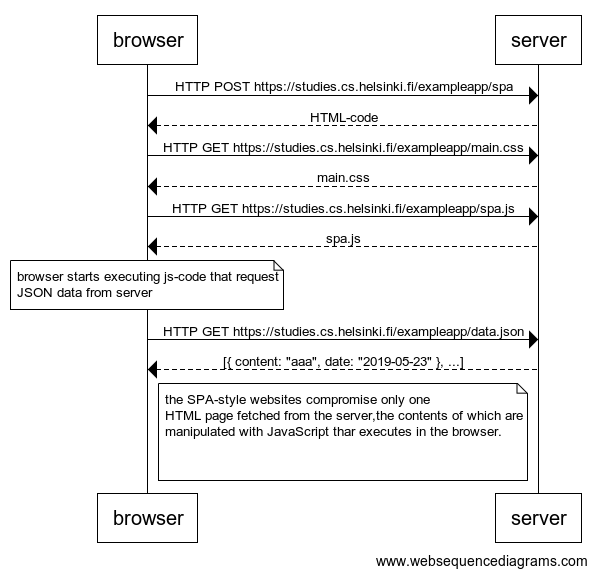 browser
server
HTTP POST https://studies.cs.helsinki.fi/exampleapp/spa
HTML-code
HTTP GET https://studies.cs.helsinki.fi/exampleapp/main.css
main.css
HTTP GET https://studies.cs.helsinki.fi/exampleapp/spa.js
spa.js
browser starts executing js-code that request
JSON data from server
HTTP GET https://studies.cs.helsinki.fi/exampleapp/data.json
[{ content: "aaa", date: "2019-05-23" }, ...]
the SPA-style websites compromise only one
HTML page fetched from the server,the contents of which are
manipulated with JavaScript thar executes in the browser.
browser
server
www.websequencediagrams.com